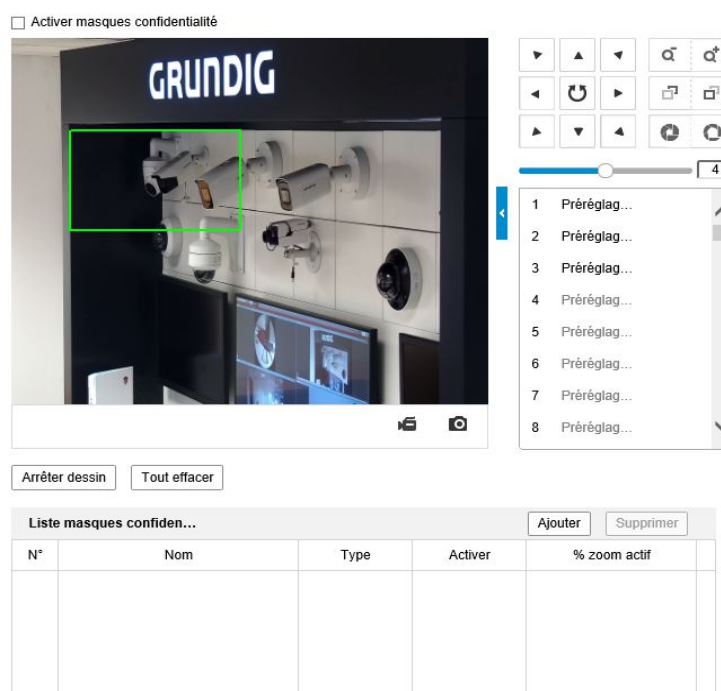 Activer masques confidentialité
GRUNDIG
4
1 Préréglag...
2 Préréglag...
3 Préréglag...
4 Préréglag...
5 Préréglag...
6 Préréglag...
7 Préréglag...
8 Préréglag...
Arrêter dessin Tout effacer
Liste masques confiden... Ajouter Supprimer
N° Nom Type Activer % zoom actif